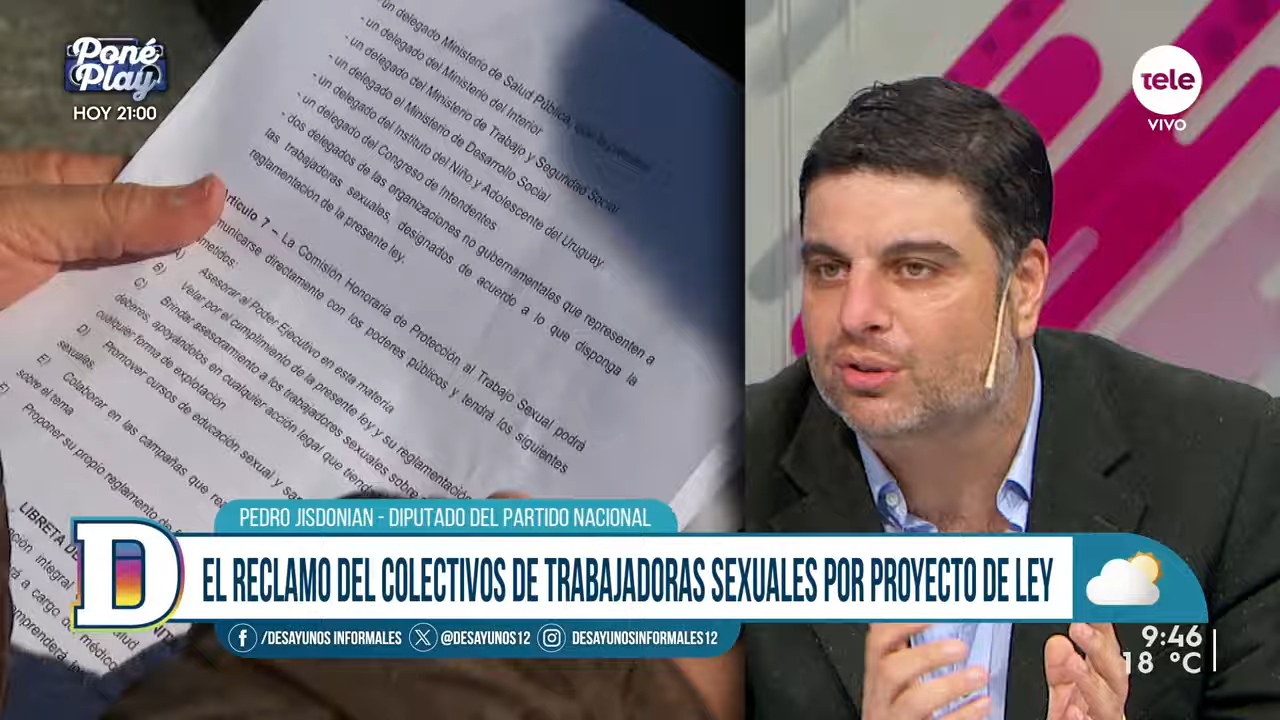 Poné
Play
HOY 21:00
tele
VIVO
- un delegado Ministerio de Salud Pública,
- un delegado del Ministerio del Interior
- un delegado del Ministerio de Trabajo y Seguridad Social
- un delegado el Ministerio de Desarrollo Social
- un delegado del Instituto del Niño y Adolescente del Uruguay
- un delegado del Congreso de Intendentes
- dos delegados de las organizaciones no gubernamentales que representen a
las trabajadoras sexuales, designados de acuerdo a lo que disponga la
reglamentación de la presente ley.
Artículo 7 – La Comisión Honoraria de Protección al Trabajo Sexual podrá
comunicarse directamente con los poderes públicos y tendrá los siguientes
cometidos:
A) Asesorar al Poder Ejecutivo en esta materia
B) Velar por el cumplimiento de la presente ley y su reglamentación
C) Brindar asesoramiento a los trabajadores sexuales sobre
deberes, apoyándolos en cualquier acción legal que tiend
cualquier forma de explotación
D) Promover cursos de educación sexual y
sexuales.
E) Colaborar en las campañas que
sobre el tema
F) Proponer su propio reglamento de
LIBRETA DE
PEDRO JISDONIAN - DIPUTADO DEL PARTIDO NACIONAL
D
EL RECLAMO DEL COLECTIVOS DE TRABAJADORAS SEXUALES POR PROYECTO DE LEY
/DESAYUNOS INFORMALES @DESAYUNOS12 DESAYUNOSINFORMALES12
9:46
18 °C